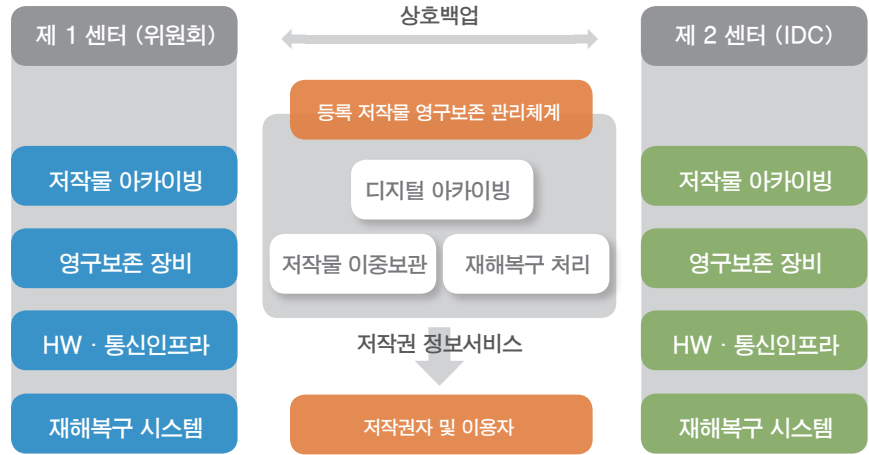 제 1 센터 (위원회)
상호백업
제 2 센터 (IDC)
등록 저작물 영구보존 관리체계
디지털 아카이빙
저작물 이중보관
재해복구 처리
저작권 정보서비스
저작권자 및 이용자
저작물 아카이빙
영구보존 장비
HW · 통신인프라
재해복구 시스템
저작물 아카이빙
영구보존 장비
HW · 통신인프라
재해복구 시스템